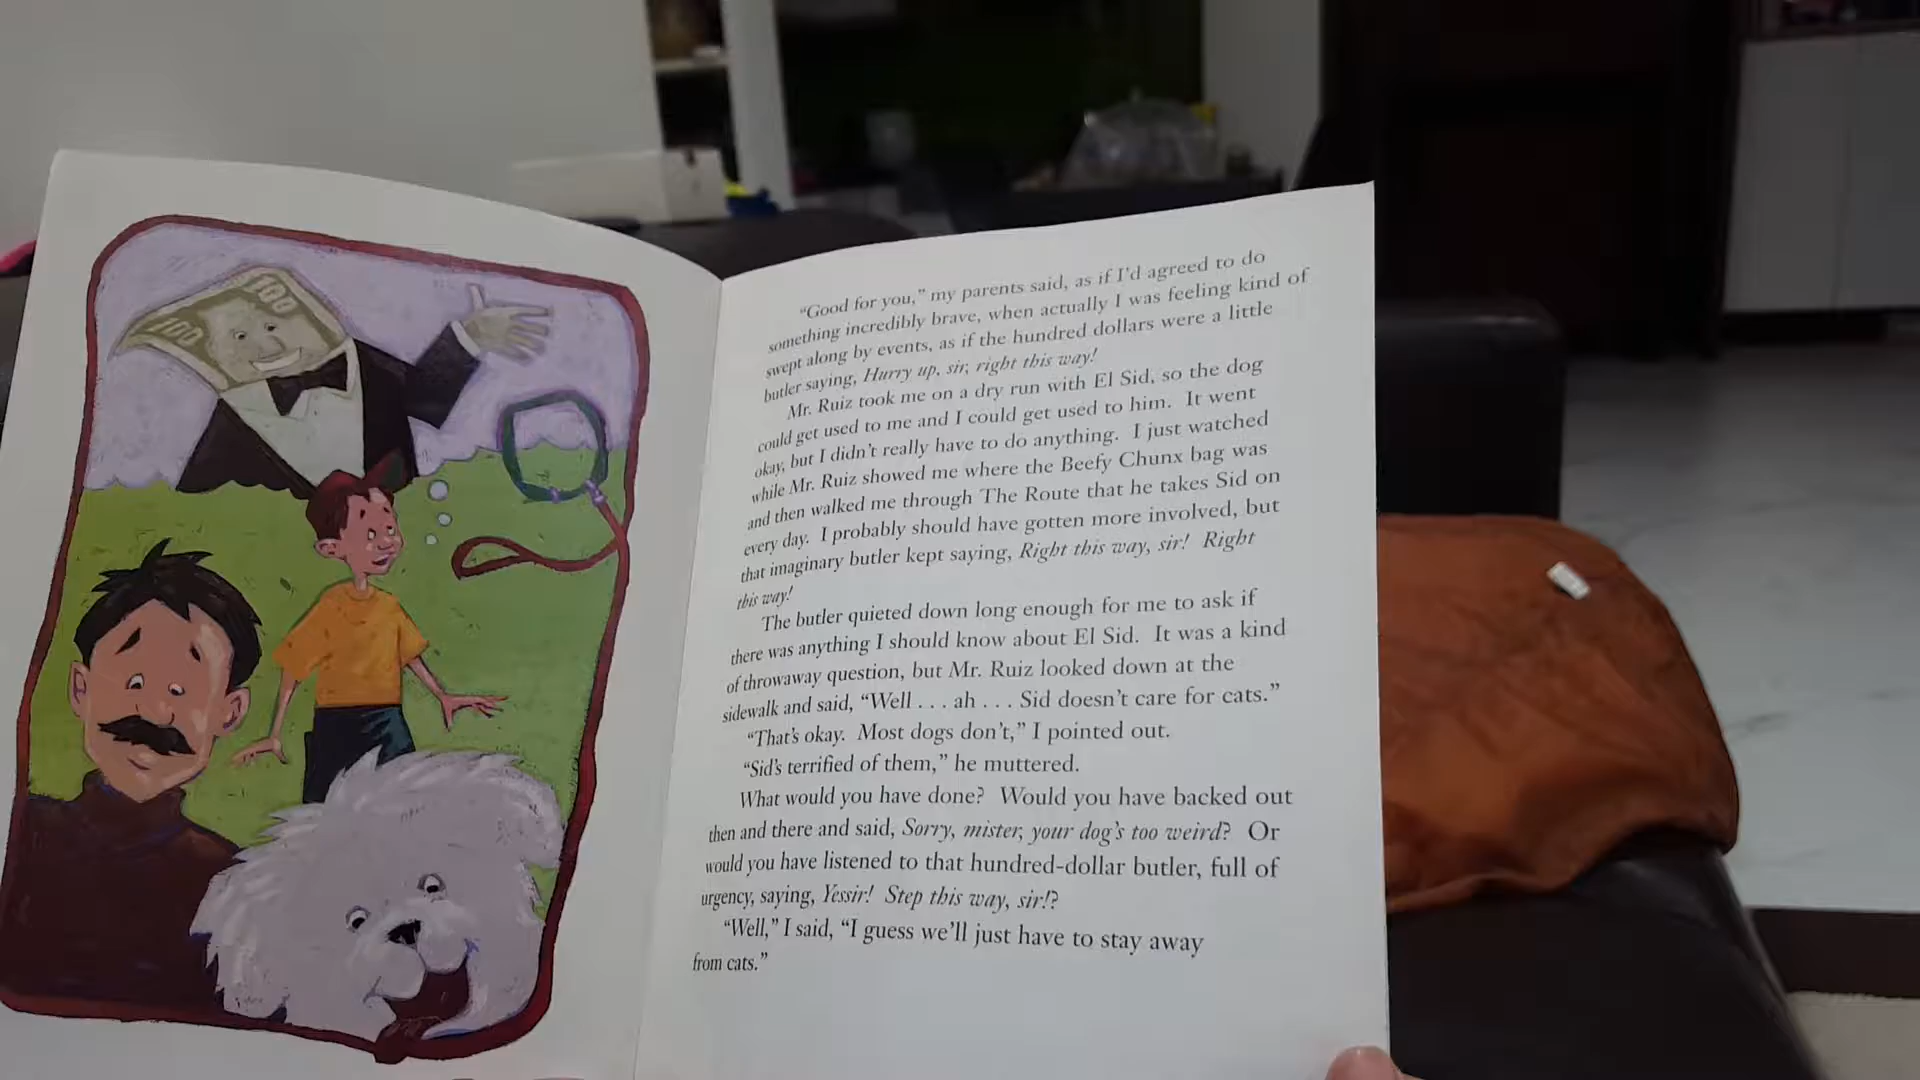 100
100
“Good for you,” my parents said, as if I’d agreed to do
something incredibly brave, when actually I was feeling kind of
swept along by events, as if the hundred dollars were a little
butler saying, Hurry up, sir, right this way!
Mr. Ruiz took me on a dry run with El Sid, so the dog
could get used to me and I could get used to him. It went
okay, but I didn’t really have to do anything. I just watched
while Mr. Ruiz showed me where the Beefy Chunx bag was
and then walked me through The Route that he takes Sid on
every day. I probably should have gotten more involved, but
that imaginary butler kept saying, Right this way, sir! Right
this way!
The butler quieted down long enough for me to ask if
there was anything I should know about El Sid. It was a kind
of throwaway question, but Mr. Ruiz looked down at the
sidewalk and said, “Well . . . ah . . . Sid doesn’t care for cats.”
“That’s okay. Most dogs don’t,” I pointed out.
“Sid’s terrified of them,” he muttered.
What would you have done? Would you have backed out
then and there and said, Sorry, mister, your dog’s too weird? Or
would you have listened to that hundred-dollar butler, full of
urgency, saying, Yessir! Step this way, sir!?
“Well,” I said, “I guess we’ll just have to stay away
from cats.”